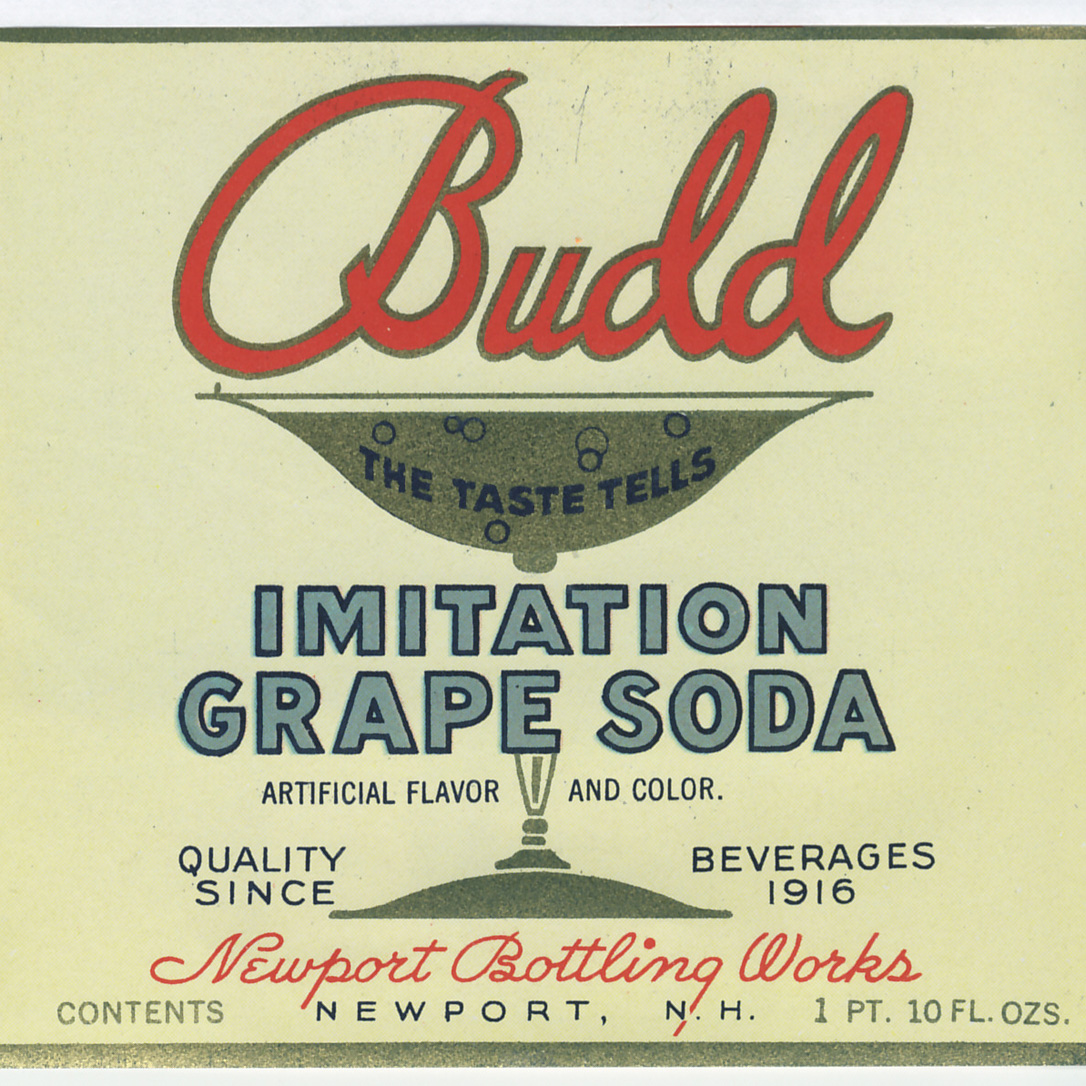 Budd
THE TASTE TELLS
IMITATION
GRAPE SODA
ARTIFICIAL FLAVOR AND COLOR.
QUALITY BEVERAGES
SINCE 1916
Newport Bottling Works
CONTENTS NEWPORT, N.H. 1 PT. 10 FL. OZS.